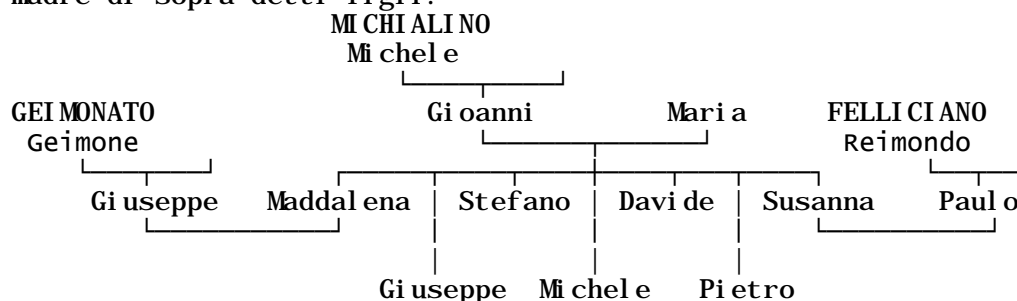 madre di Sopra detti figli.
MICHIALINO
Michele
GEIMONATO Gioanni Maria FELLICIANO
Geimone Reimondo
Giuseppe Maddalena Stefano Davide Susanna Paulo
Giuseppe Michele Pietro